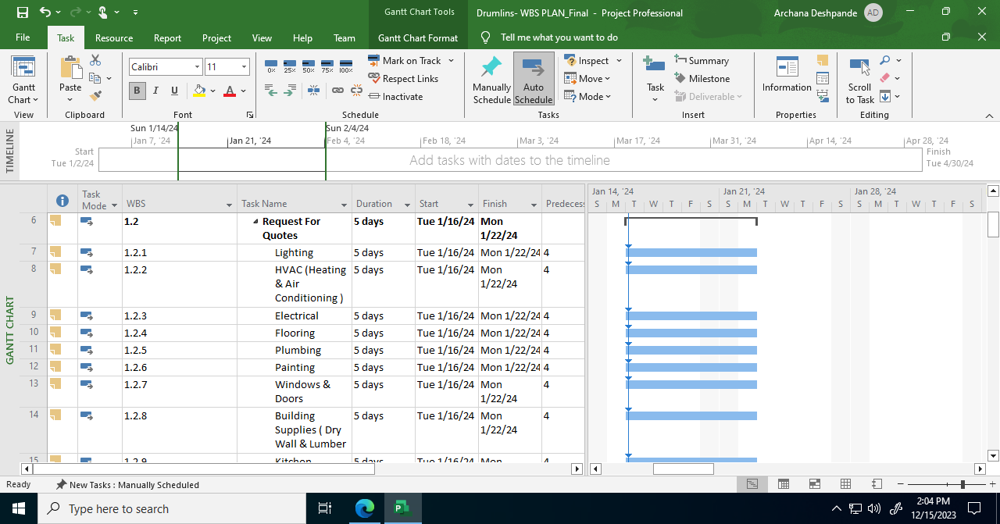 Gantt Chart Tools
Drumlins- WBS PLAN_Final - Project Professional
Archana Deshpande
AD
File
Task
Resource
Report
Project
View
Help
Team
Gantt Chart Format
Tell me what you want to do
Gantt
Chart
View
Paste
Clipboard
Calibri
11
B
I
U
A
Font
0% 25% 50% 75% 100%
Mark on Track
Respect Links
Inactivate
Schedule
Manually
Schedule
Auto
Schedule
Inspect
Move
Mode
Tasks
Task
Summary
Milestone
Deliverable
Insert
Information
Properties
Scroll
to Task
Editing
TIMELINE
Sun 1/14/24
Sun 2/4/24
Jan 7, '24
Jan 21, '24
Feb 4, '24
Feb 18, '24
Mar 3, '24
Mar 17, '24
Mar 31, '24
Apr 14, '24
Apr 28, '24
Start
Tue 1/2/24
Add tasks with dates to the timeline
Finish
Tue 4/30/24
GANTT CHART
Task
Mode
WBS
Task Name
Duration
Start
Finish
Predecess
Jan 14, '24
Jan 21, '24
Jan 28, '24
S M T W T F S S M T W T F S S M T W T F S
6 1.2 Request For Quotes 5 days Tue 1/16/24 Mon 1/22/24
7 1.2.1 Lighting 5 days Tue 1/16/24 Mon 1/22/24 4
8 1.2.2 HVAC (Heating & Air Conditioning ) 5 days Tue 1/16/24 Mon 1/22/24 4
9 1.2.3 Electrical 5 days Tue 1/16/24 Mon 1/22/24 4
10 1.2.4 Flooring 5 days Tue 1/16/24 Mon 1/22/24 4
11 1.2.5 Plumbing 5 days Tue 1/16/24 Mon 1/22/24 4
12 1.2.6 Painting 5 days Tue 1/16/24 Mon 1/22/24 4
13 1.2.7 Windows & Doors 5 days Tue 1/16/24 Mon 1/22/24 4
14 1.2.8 Building Supplies ( Dry Wall & Lumber 5 days Tue 1/16/24 Mon 1/22/24 4
15 1.2.9 Kitchen 5 days Tue 1/16/24 Mon 4
Ready
New Tasks : Manually Scheduled
Type here to search
2:04 PM
12/15/2023